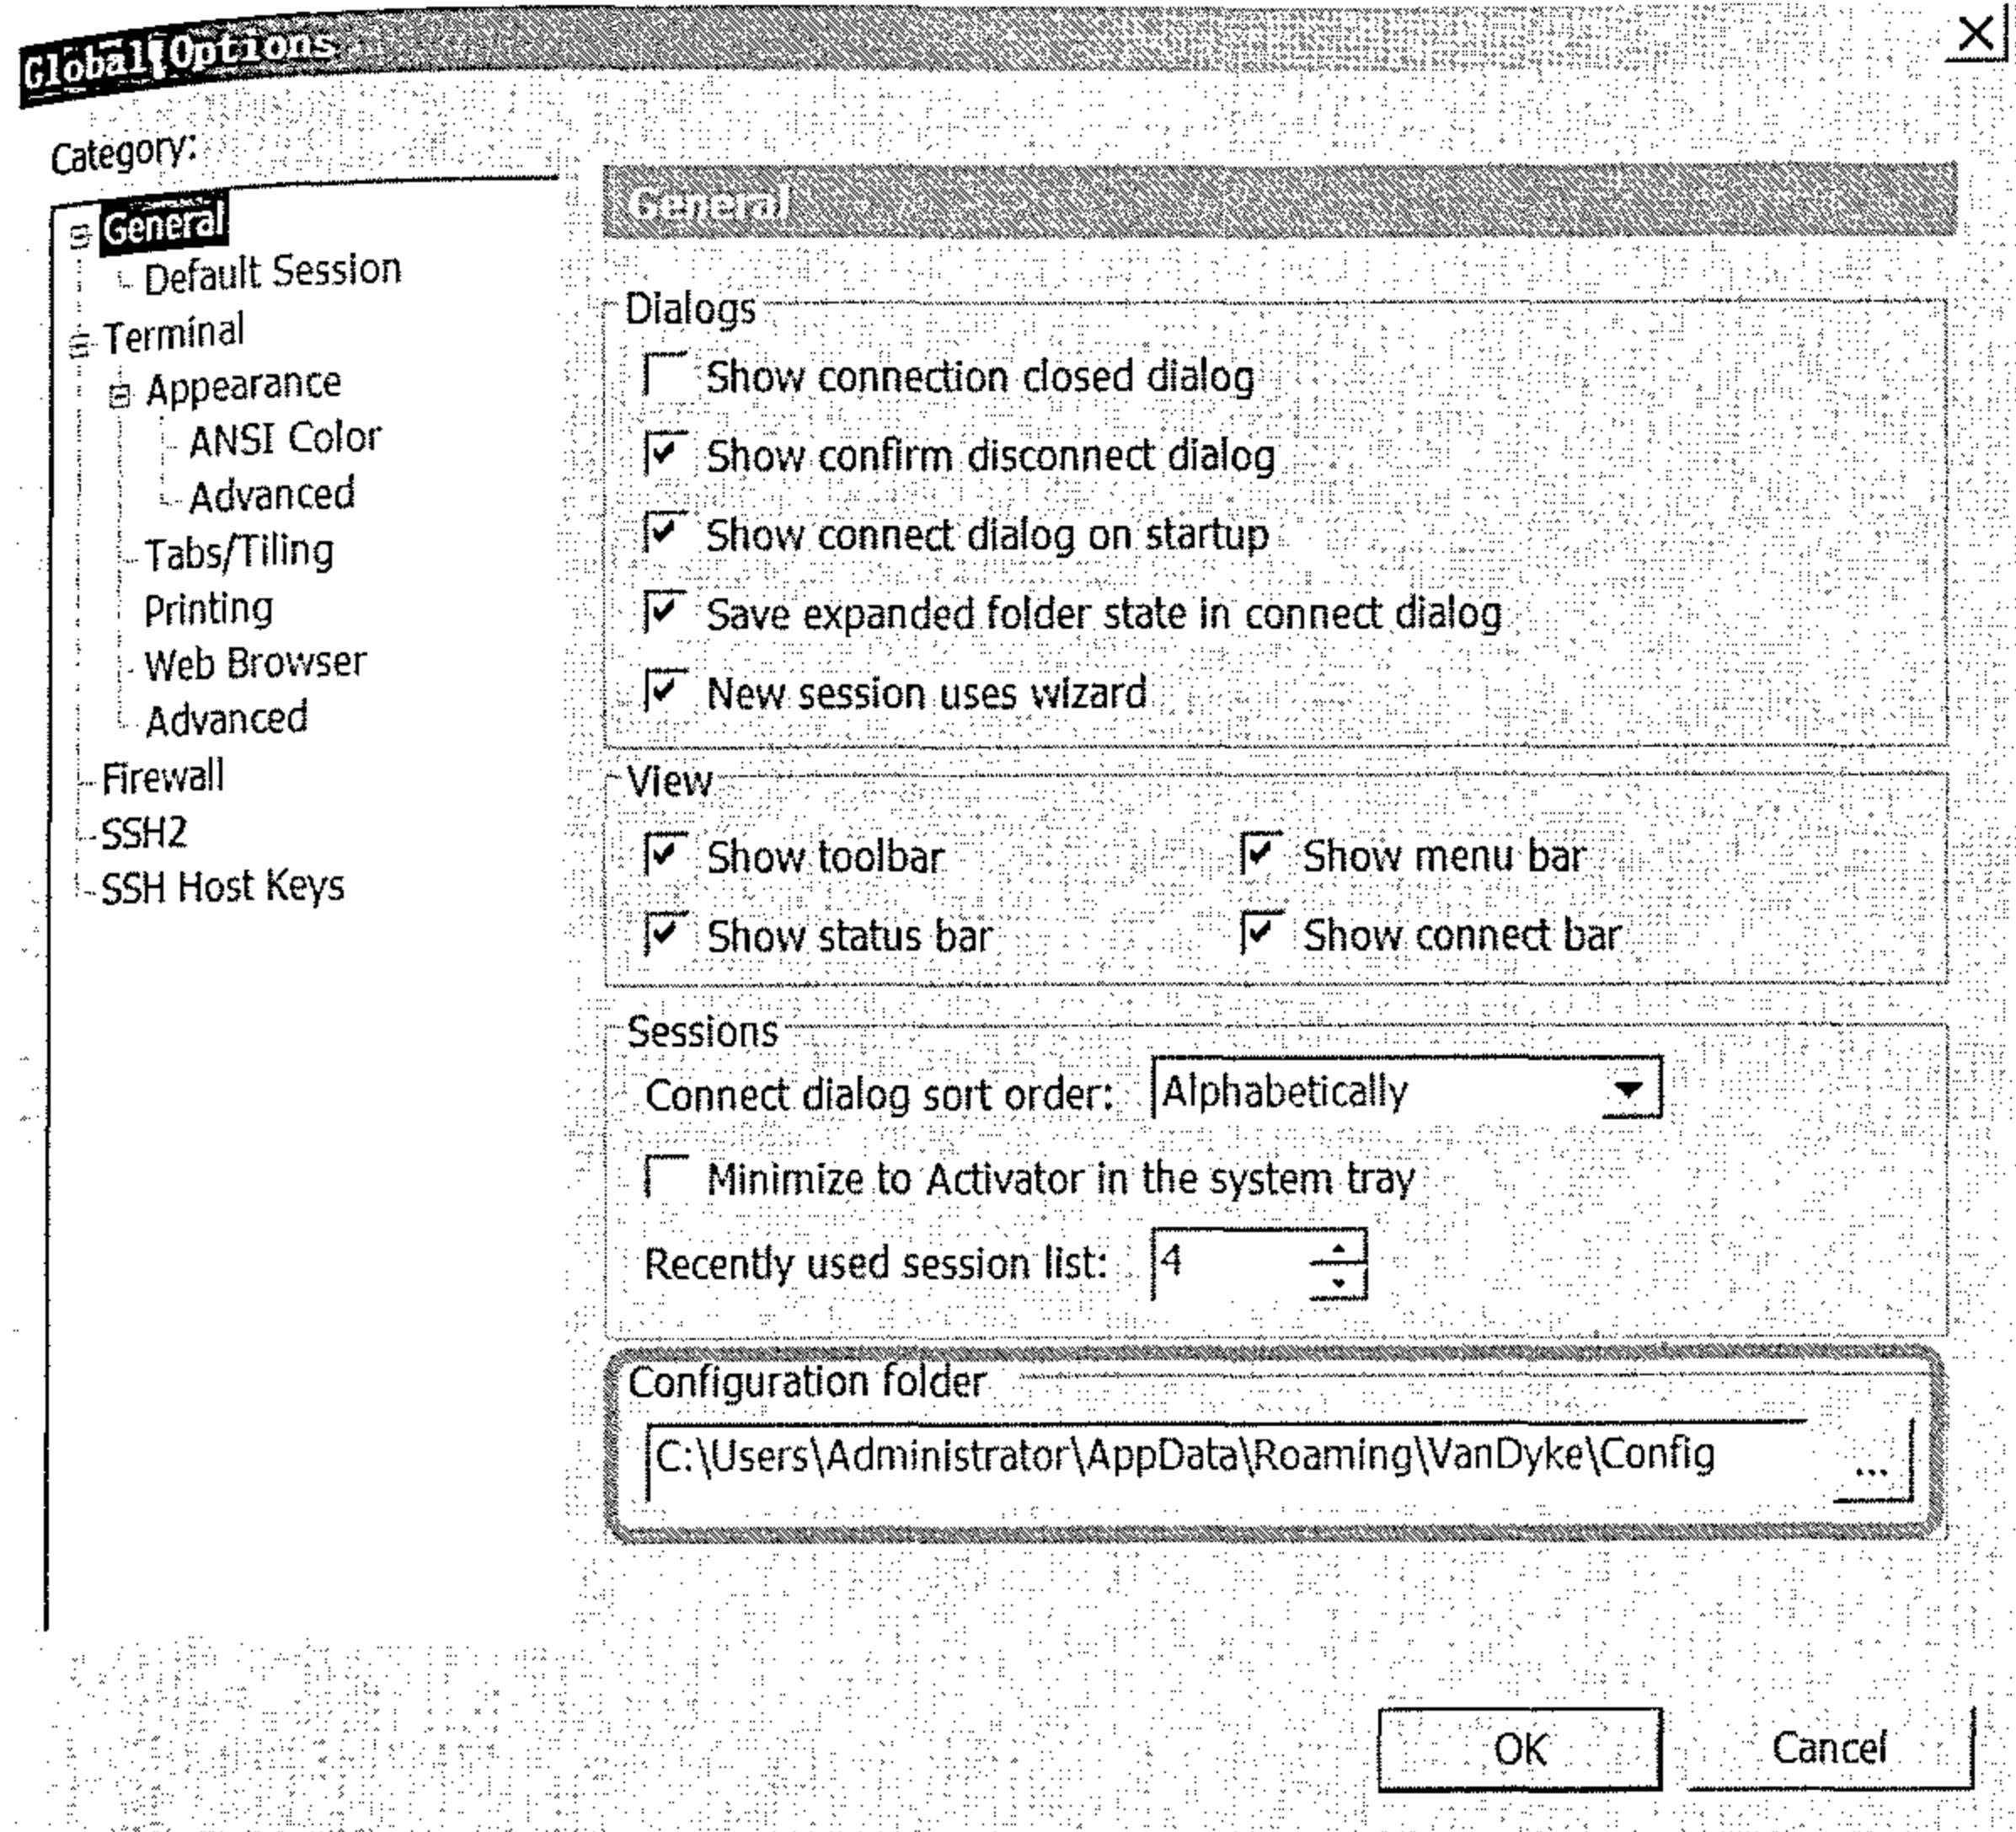 Global Options
Category:
General
Default Session
Terminal
Appearance
ANSI Color
Advanced
Tabs/Tiling
Printing
Web Browser
Advanced
Firewall
SSH2
SSH Host Keys
General
Dialogs
Show connection closed dialog
Show confirm disconnect dialog
Show connect dialog on startup
Save expanded folder state in connect dialog
New session uses wizard
View
Show toolbar Show menu bar
Show status bar Show connect bar
Sessions
Connect dialog sort order: Alphabetically
Minimize to Activator in the system tray
Recently used session list: 4
Configuration folder
C:\Users\Administrator\AppData\Roaming\VanDyke\Config ...
OK Cancel